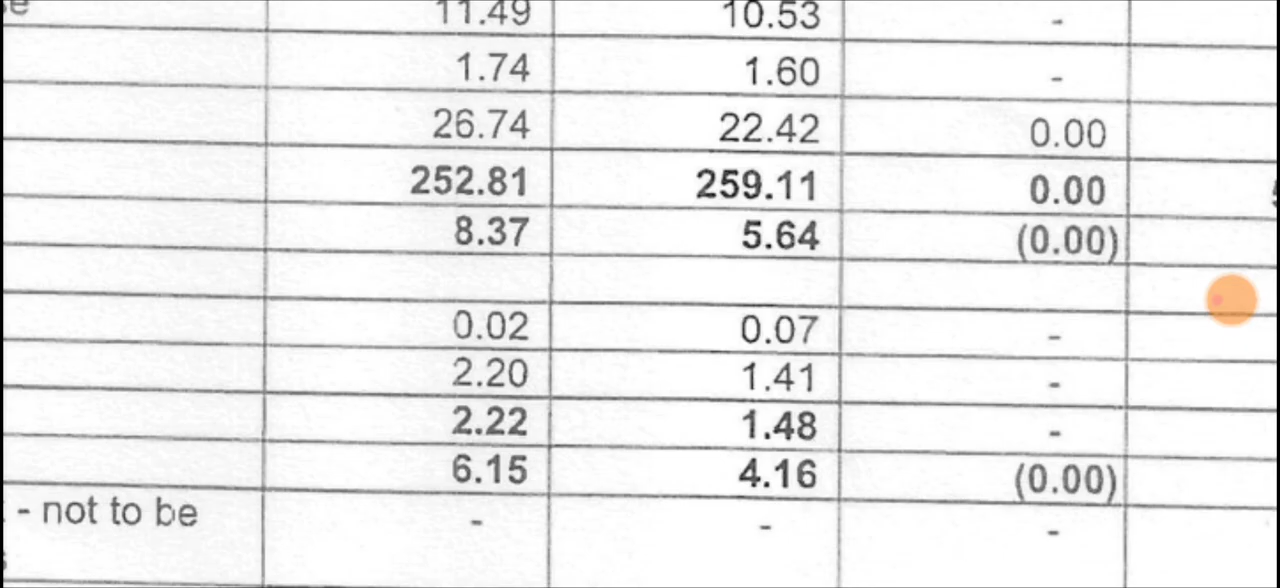 11.49 10.53 -
1.74 1.60 -
26.74 22.42 0.00
252.81 259.11 0.00
8.37 5.64 (0.00)
0.02 0.07 -
2.20 1.41 -
2.22 1.48 -
6.15 4.16 (0.00)
- not to be - - -